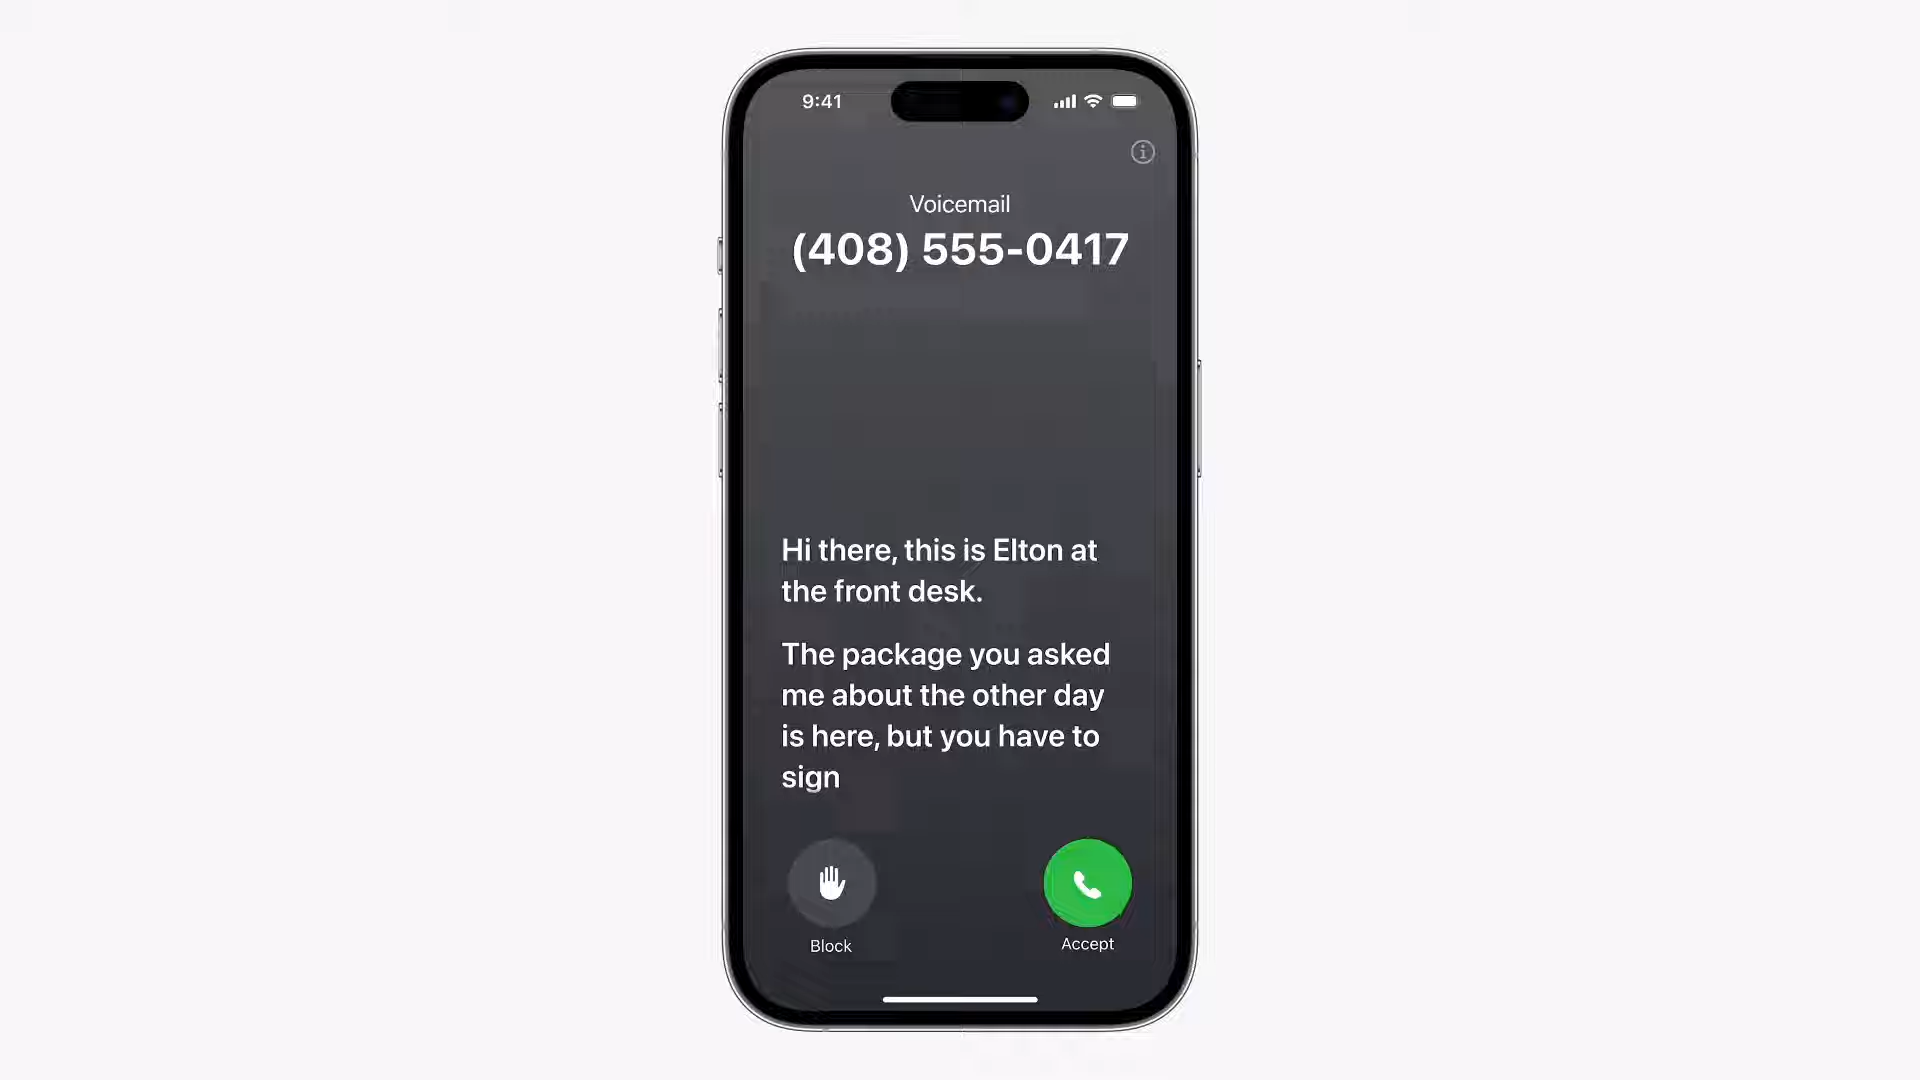 9:41
Voicemail
(408) 555-0417
Hi there, this is Elton at
the front desk.
The package you asked
me about the other day
is here, but you have to
sign
Block
Accept